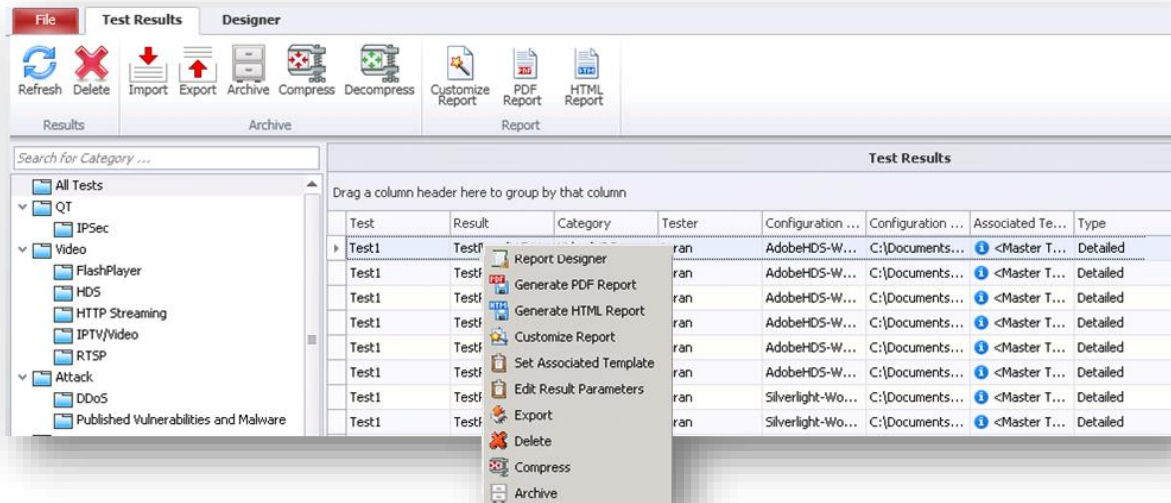 File Test Results Designer
Refresh Delete Import Export Archive Compress Decompress Customize Report PDF Report HTML Report
Results Archive Report
Search for Category ...
All Tests
QT
IPSec
Video
FlashPlayer
HDS
HTTP Streaming
IPTV/Video
RTSP
Attack
DDoS
Published Vulnerabilities and Malware
Test Results
Drag a column header here to group by that column
Test Result Category Tester Configuration ... Configuration ... Associated Te... Type
Test1 AdobeHDS-W... C:\Documents... <Master T... Detailed
Test1 AdobeHDS-W... C:\Documents... <Master T... Detailed
Test1 AdobeHDS-W... C:\Documents... <Master T... Detailed
Test1 AdobeHDS-W... C:\Documents... <Master T... Detailed
Test1 AdobeHDS-W... C:\Documents... <Master T... Detailed
Test1 Silverlight-Wo... C:\Documents... <Master T... Detailed
Test1 Silverlight-Wo... C:\Documents... <Master T... Detailed
Report Designer
Generate PDF Report
Generate HTML Report
Customize Report
Set Associated Template
Edit Result Parameters
Export
Delete
Compress
Archive